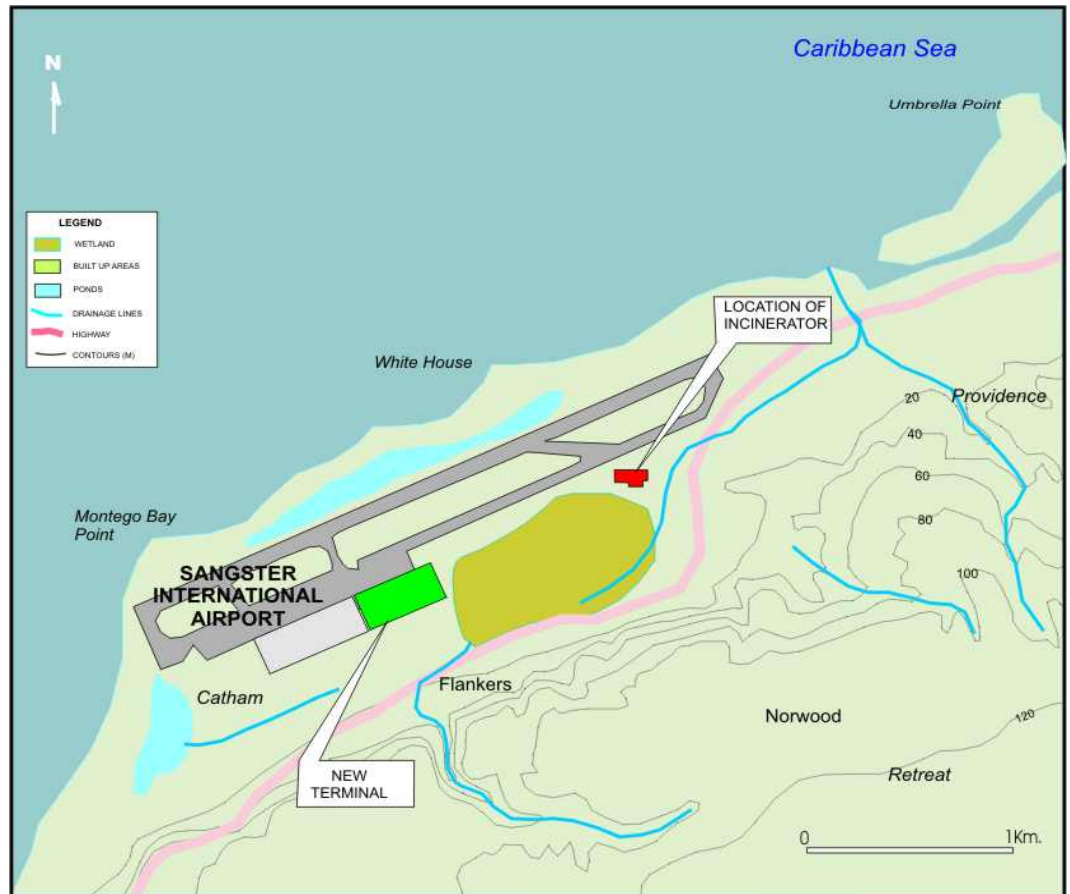 Caribbean Sea
N
Umbrella Point
LEGEND
WETLAND
BUILT UP AREAS
PONDS
DRAINAGE LINES
HIGHWAY
CONTOURS (M)
LOCATION OF
INCINERATOR
White House
Providence
20
40
60
80
100
Montego Bay
Point
SANGSTER
INTERNATIONAL
AIRPORT
Flankers
Catham
Norwood
120
Retreat
NEW
TERMINAL
0 1Km.